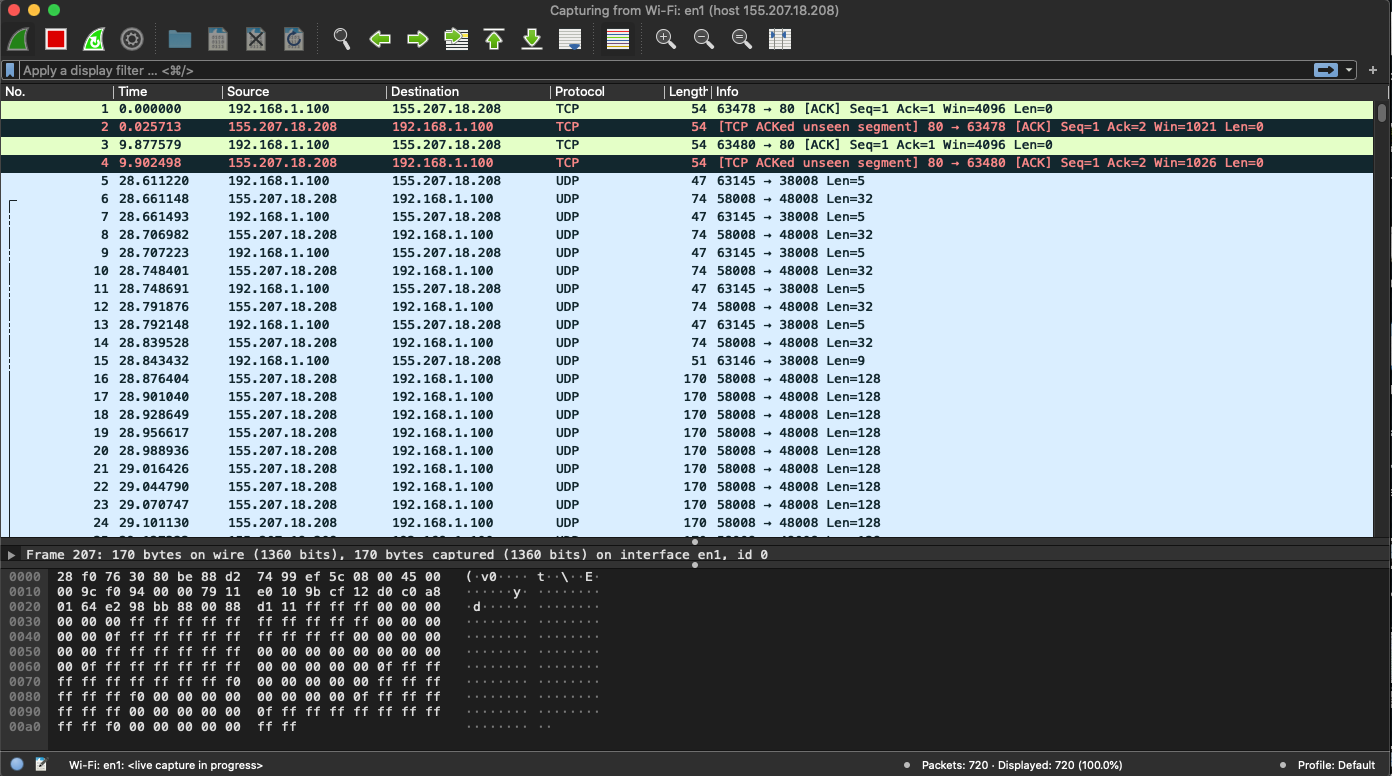 Capturing from Wi-Fi: en1 (host 155.207.18.208)
Apply a display filter ... <⌘/>
No. Time Source Destination Protocol Length Info
1 0.000000 192.168.1.100 155.207.18.208 TCP 54 63478 → 80 [ACK] Seq=1 Ack=1 Win=4096 Len=0
2 0.025713 155.207.18.208 192.168.1.100 TCP 54 [TCP ACKed unseen segment] 80 → 63478 [ACK] Seq=1 Ack=2 Win=1021 Len=0
3 9.877579 192.168.1.100 155.207.18.208 TCP 54 63480 → 80 [ACK] Seq=1 Ack=1 Win=4096 Len=0
4 9.902498 155.207.18.208 192.168.1.100 TCP 54 [TCP ACKed unseen segment] 80 → 63480 [ACK] Seq=1 Ack=2 Win=1026 Len=0
5 28.611220 192.168.1.100 155.207.18.208 UDP 47 63145 → 38008 Len=5
6 28.661148 155.207.18.208 192.168.1.100 UDP 74 58008 → 48008 Len=32
7 28.661493 192.168.1.100 155.207.18.208 UDP 47 63145 → 38008 Len=5
8 28.706982 155.207.18.208 192.168.1.100 UDP 74 58008 → 48008 Len=32
9 28.707223 192.168.1.100 155.207.18.208 UDP 47 63145 → 38008 Len=5
10 28.748401 155.207.18.208 192.168.1.100 UDP 74 58008 → 48008 Len=32
11 28.748691 192.168.1.100 155.207.18.208 UDP 47 63145 → 38008 Len=5
12 28.791876 155.207.18.208 192.168.1.100 UDP 74 58008 → 48008 Len=32
13 28.792148 192.168.1.100 155.207.18.208 UDP 47 63145 → 38008 Len=5
14 28.839528 155.207.18.208 192.168.1.100 UDP 74 58008 → 48008 Len=32
15 28.843432 192.168.1.100 155.207.18.208 UDP 51 63146 → 38008 Len=9
16 28.876404 155.207.18.208 192.168.1.100 UDP 170 58008 → 48008 Len=128
17 28.901040 155.207.18.208 192.168.1.100 UDP 170 58008 → 48008 Len=128
18 28.928649 155.207.18.208 192.168.1.100 UDP 170 58008 → 48008 Len=128
19 28.956617 155.207.18.208 192.168.1.100 UDP 170 58008 → 48008 Len=128
20 28.988936 155.207.18.208 192.168.1.100 UDP 170 58008 → 48008 Len=128
21 29.016426 155.207.18.208 192.168.1.100 UDP 170 58008 → 48008 Len=128
22 29.044790 155.207.18.208 192.168.1.100 UDP 170 58008 → 48008 Len=128
23 29.070747 155.207.18.208 192.168.1.100 UDP 170 58008 → 48008 Len=128
24 29.101130 155.207.18.208 192.168.1.100 UDP 170 58008 → 48008 Len=128
Frame 207: 170 bytes on wire (1360 bits), 170 bytes captured (1360 bits) on interface en1, id 0
0000 28 f0 76 30 80 be 88 d2 74 99 ef 5c 08 00 45 00 (·v0···· t··\··E·
0010 00 9c f0 94 00 00 79 11 e0 10 9b cf 12 d0 c0 a8 ······y· ········
0020 01 64 e2 98 bb 88 00 88 d1 11 ff ff ff 00 00 00 ·d······ ········
0030 00 00 00 ff ff ff ff ff ff ff ff ff ff 00 00 00 ········ ········
0040 00 00 0f ff ff ff ff ff ff ff ff ff 00 00 00 00 ········ ········
0050 00 00 ff ff ff ff ff ff 00 00 00 00 00 00 00 00 ········ ········
0060 00 0f ff ff ff ff ff ff 00 00 00 00 00 0f ff ff ········ ········
0070 ff ff ff ff ff ff ff f0 00 00 00 00 00 ff ff ff ········ ········
0080 ff ff ff f0 00 00 00 00 00 00 00 00 0f ff ff ff ········ ········
0090 ff ff ff 00 00 00 00 00 0f ff ff ff ff ff ff ff ········ ········
00a0 ff ff f0 00 00 00 00 00 ff ff ········ ··
Wi-Fi: en1: <live capture in progress>
Packets: 720 · Displayed: 720 (100.0%)
Profile: Default